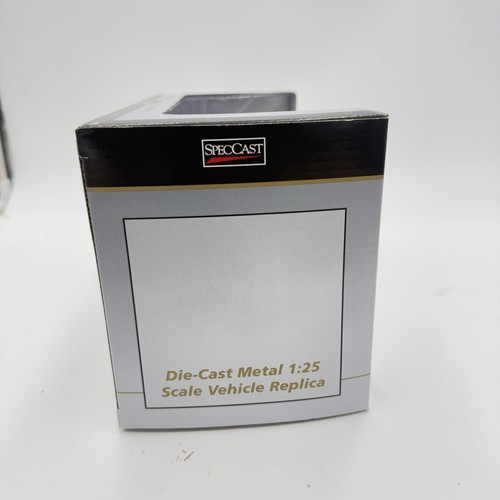 SPECCAST
Die-Cast Metal 1:25
Scale Vehicle Replica